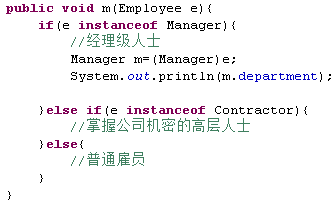 public void m(Employee e){
if(e instanceof Manager){
//经理级人士
Manager m=(Manager)e;
System.out.println(m.department);
}else if(e instanceof Contractor){
//掌握公司机密的高层人士
}else{
//普通雇员
}
}